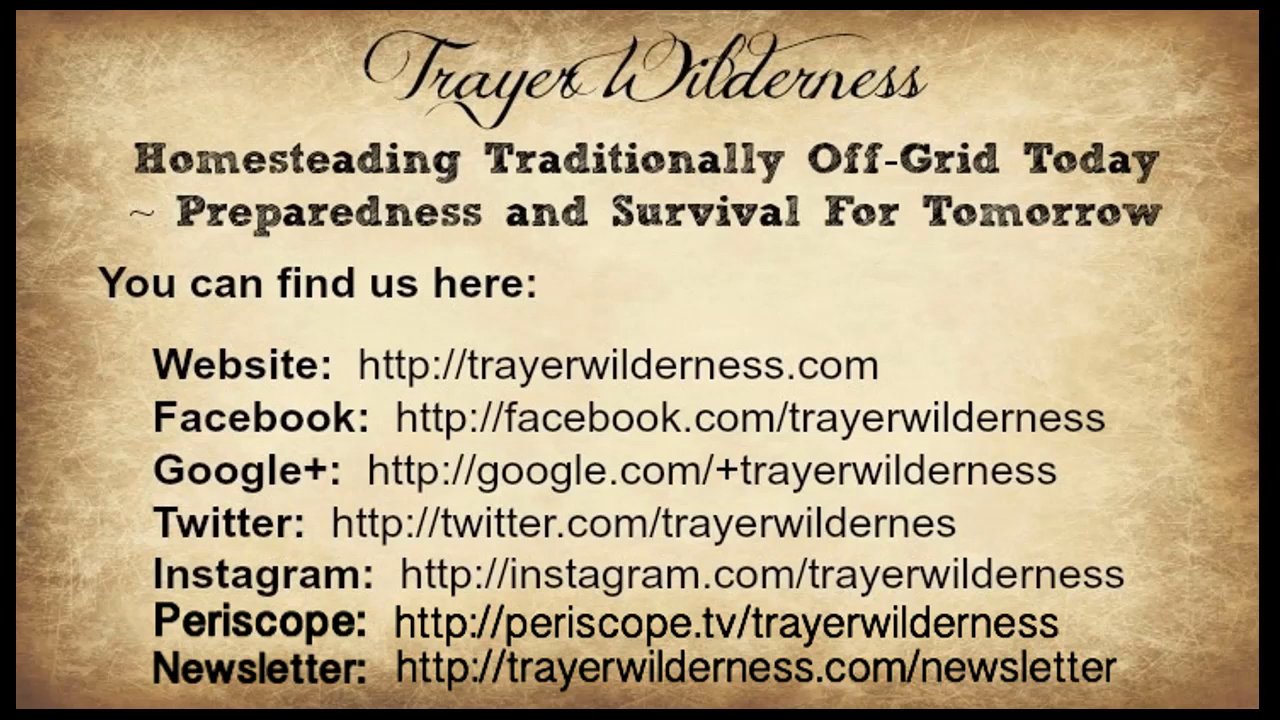 Trayer Wilderness
Homesteading Traditionally Off-Grid Today
~ Preparedness and Survival For Tomorrow
You can find us here:
Website: http://trayerwilderness.com
Facebook: http://facebook.com/trayerwilderness
Google+: http://google.com/+trayerwilderness
Twitter: http://twitter.com/trayerwildernes
Instagram: http://instagram.com/trayerwilderness
Periscope: http://periscope.tv/trayerwilderness
Newsletter: http://trayerwilderness.com/newsletter